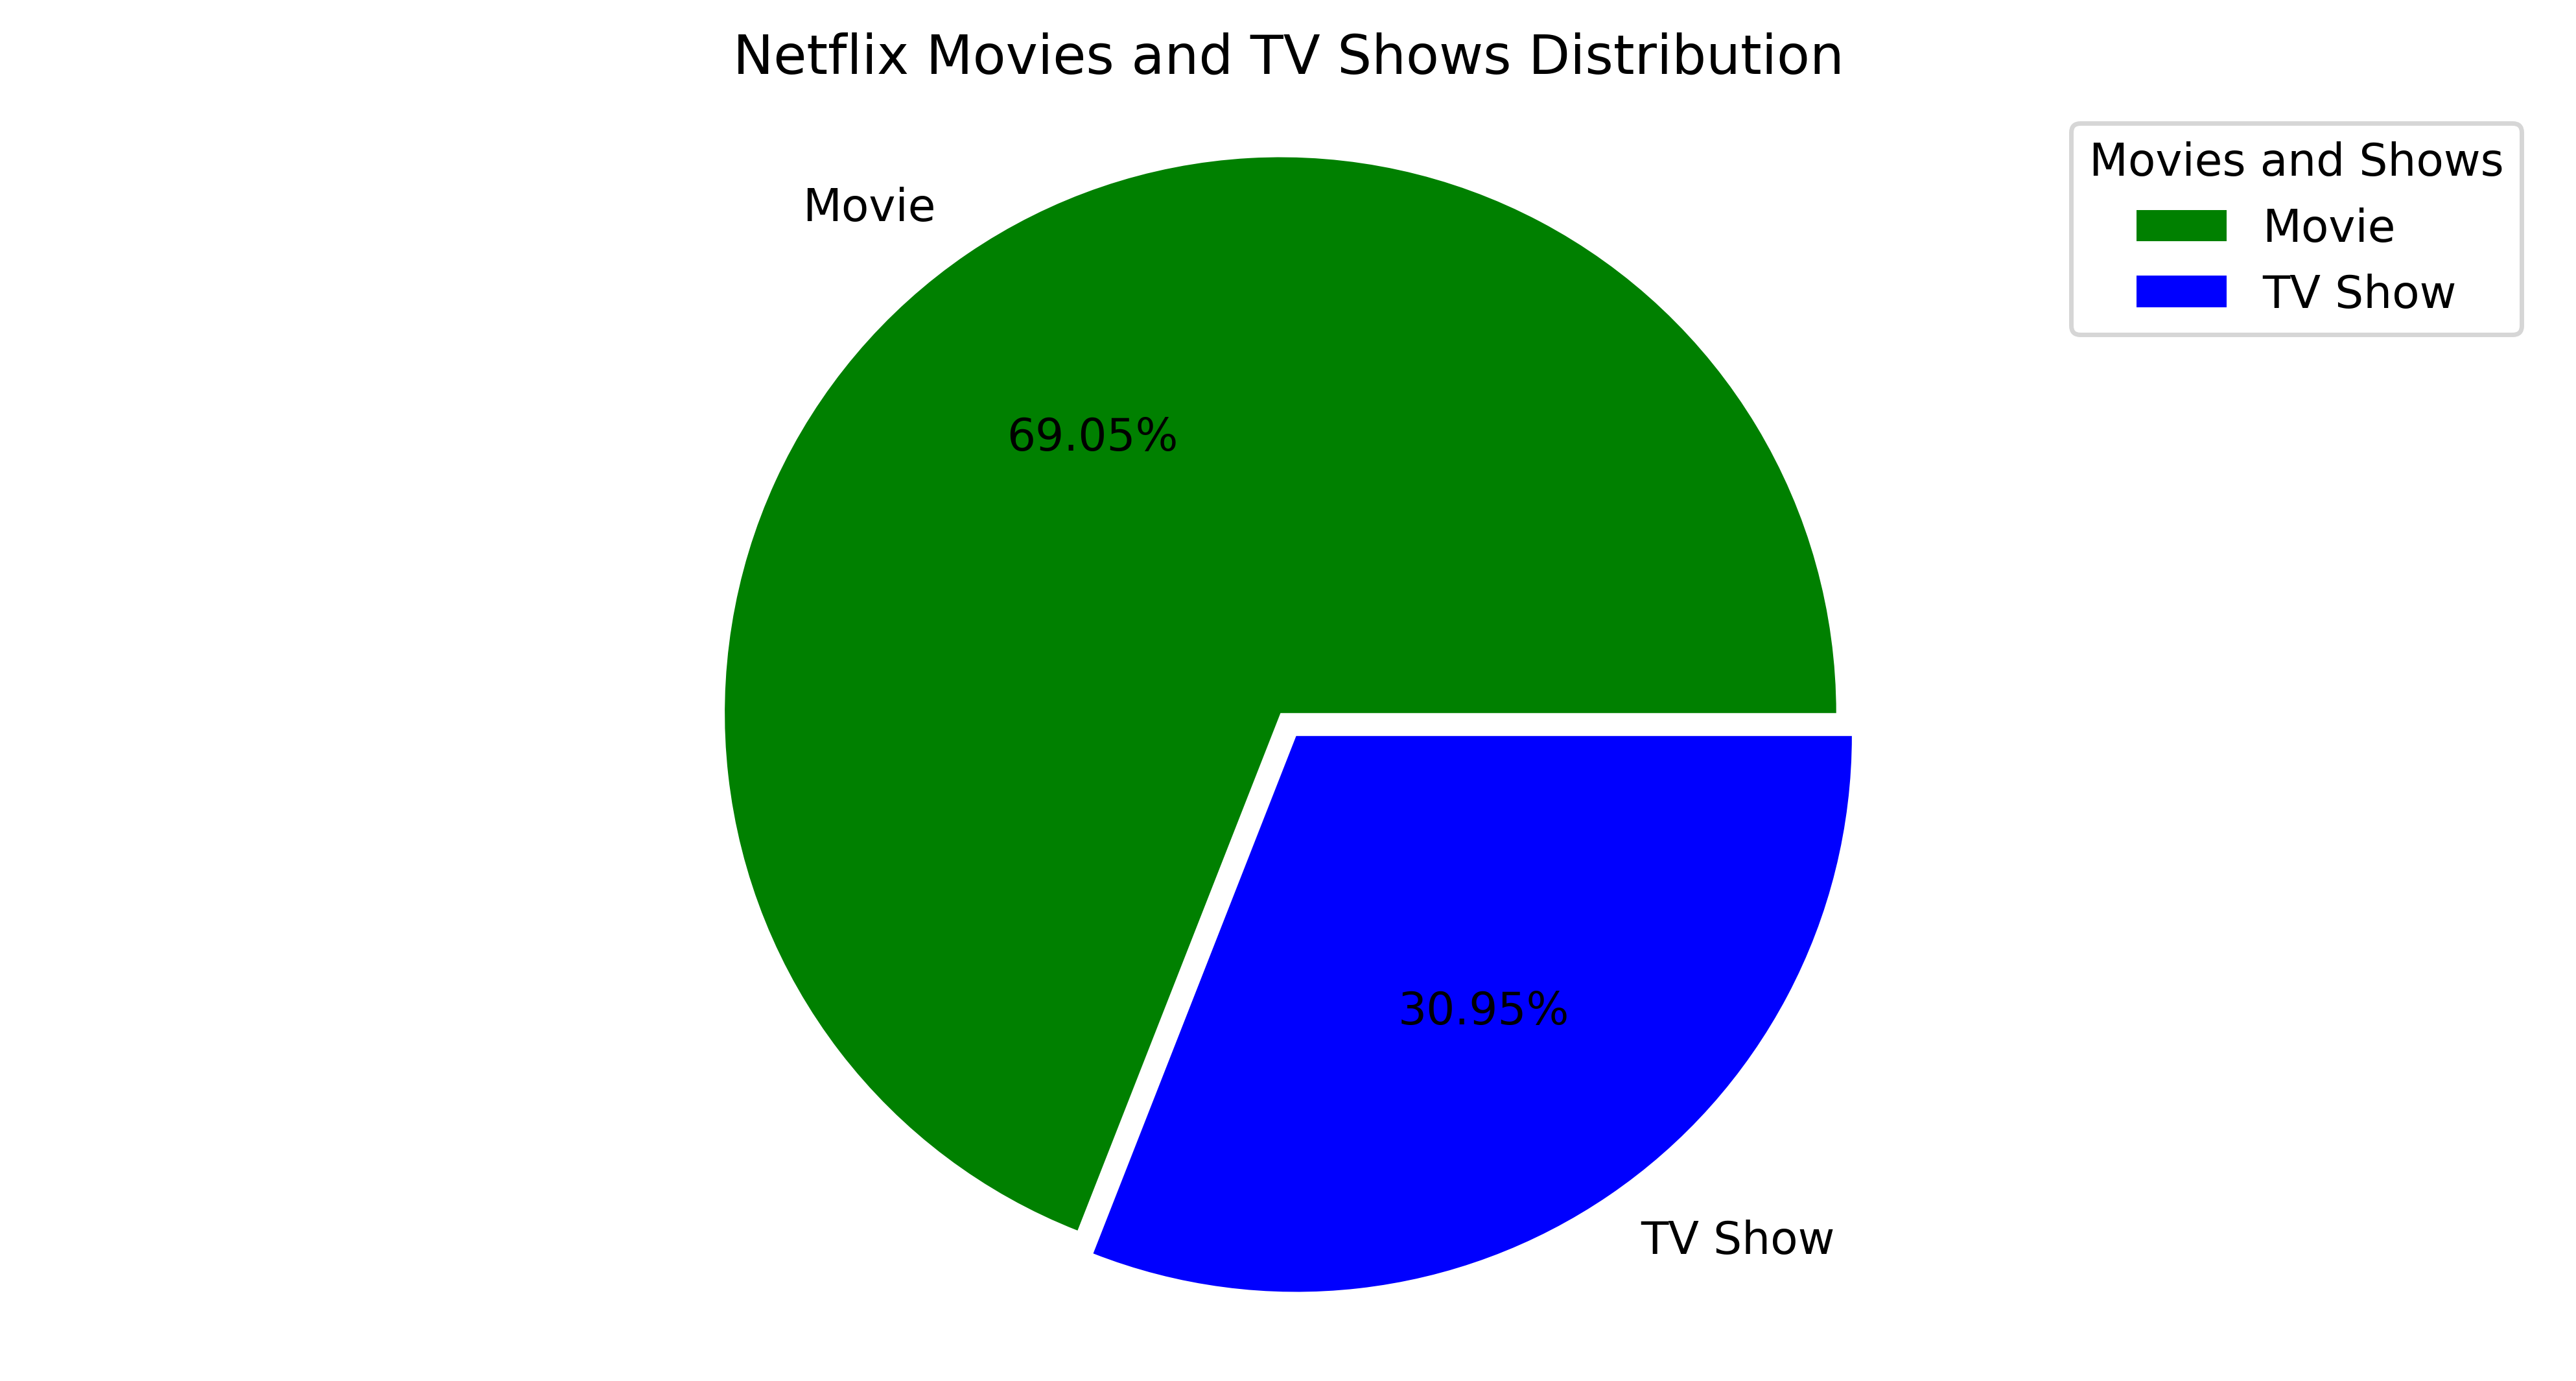 Netflix Movies and TV Shows Distribution
Movies and Shows
Movie
TV Show
Movie
69.05%
30.95%
TV Show